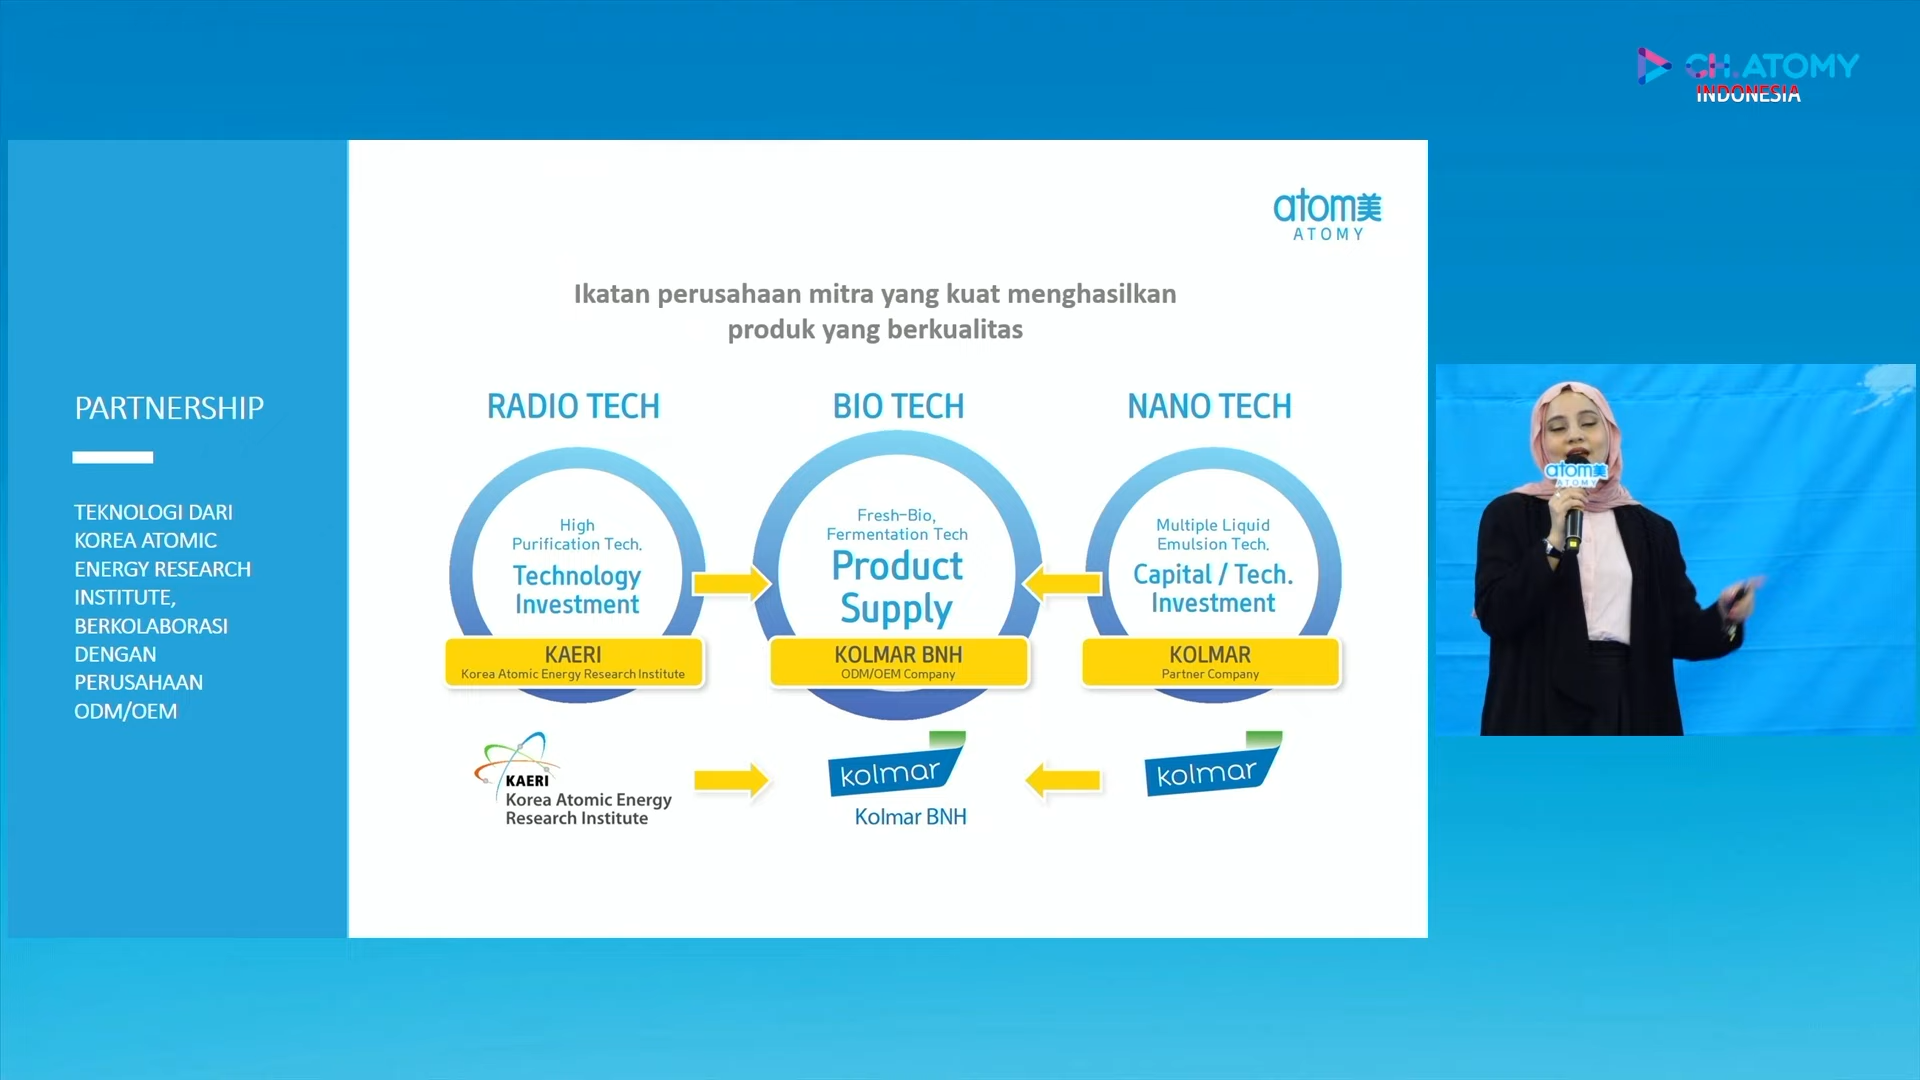 CH.ATOMY
INDONESIA
atom美
ATOMY
Ikatan perusahaan mitra yang kuat menghasilkan
produk yang berkualitas
PARTNERSHIP
TEKNOLOGI DARI
KOREA ATOMIC
ENERGY RESEARCH
INSTITUTE,
BERKOLABORASI
DENGAN
PERUSAHAAN
ODM/OEM
RADIO TECH
High
Purification Tech.
Technology
Investment
KAERI
Korea Atomic Energy Research Institute
BIO TECH
Fresh-Bio,
Fermentation Tech
Product
Supply
KOLMAR BNH
ODM/OEM Company
NANO TECH
Multiple Liquid
Emulsion Tech.
Capital / Tech.
Investment
KOLMAR
Partner Company
KAERI
Korea Atomic Energy
Research Institute
kolmar
Kolmar BNH
kolmar
atom美
ATOMY